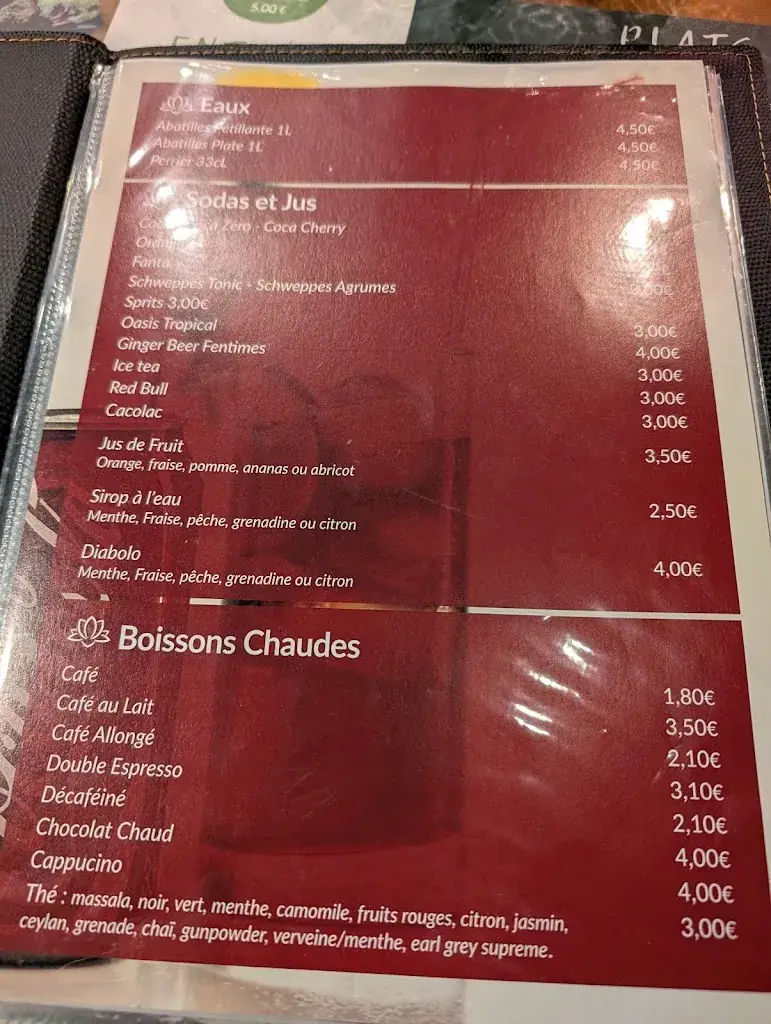 5.00 €
PLATS
Eaux
Abatilles Pétillante 1L 4,50€
Abatilles Plate 1L 4,50€
Perrier 33cL 4,50€
Sodas et Jus
Zero - Coca Cherry
Fanta
Schweppes Tonic - Schweppes Agrumes
Sprits 3,00€
Oasis Tropical 3,00€
Ginger Beer Fentimes 4,00€
Ice tea 3,00€
Red Bull 3,00€
Cacolac 3,00€
Jus de Fruit 3,50€
Orange, fraise, pomme, ananas ou abricot
Sirop à l'eau 2,50€
Menthe, Fraise, pêche, grenadine ou citron
Diabolo 4,00€
Menthe, Fraise, pêche, grenadine ou citron
Boissons Chaudes
Café 1,80€
Café au Lait 3,50€
Café Allongé 2,10€
Double Espresso 3,10€
Décaféiné 2,10€
Chocolat Chaud 4,00€
Cappucino 4,00€
Thé : massala, noir, vert, menthe, camomile, fruits rouges, citron, jasmin, 3,00€
ceylan, grenade, chaï, gunpowder, verveine/menthe, earl grey supreme.